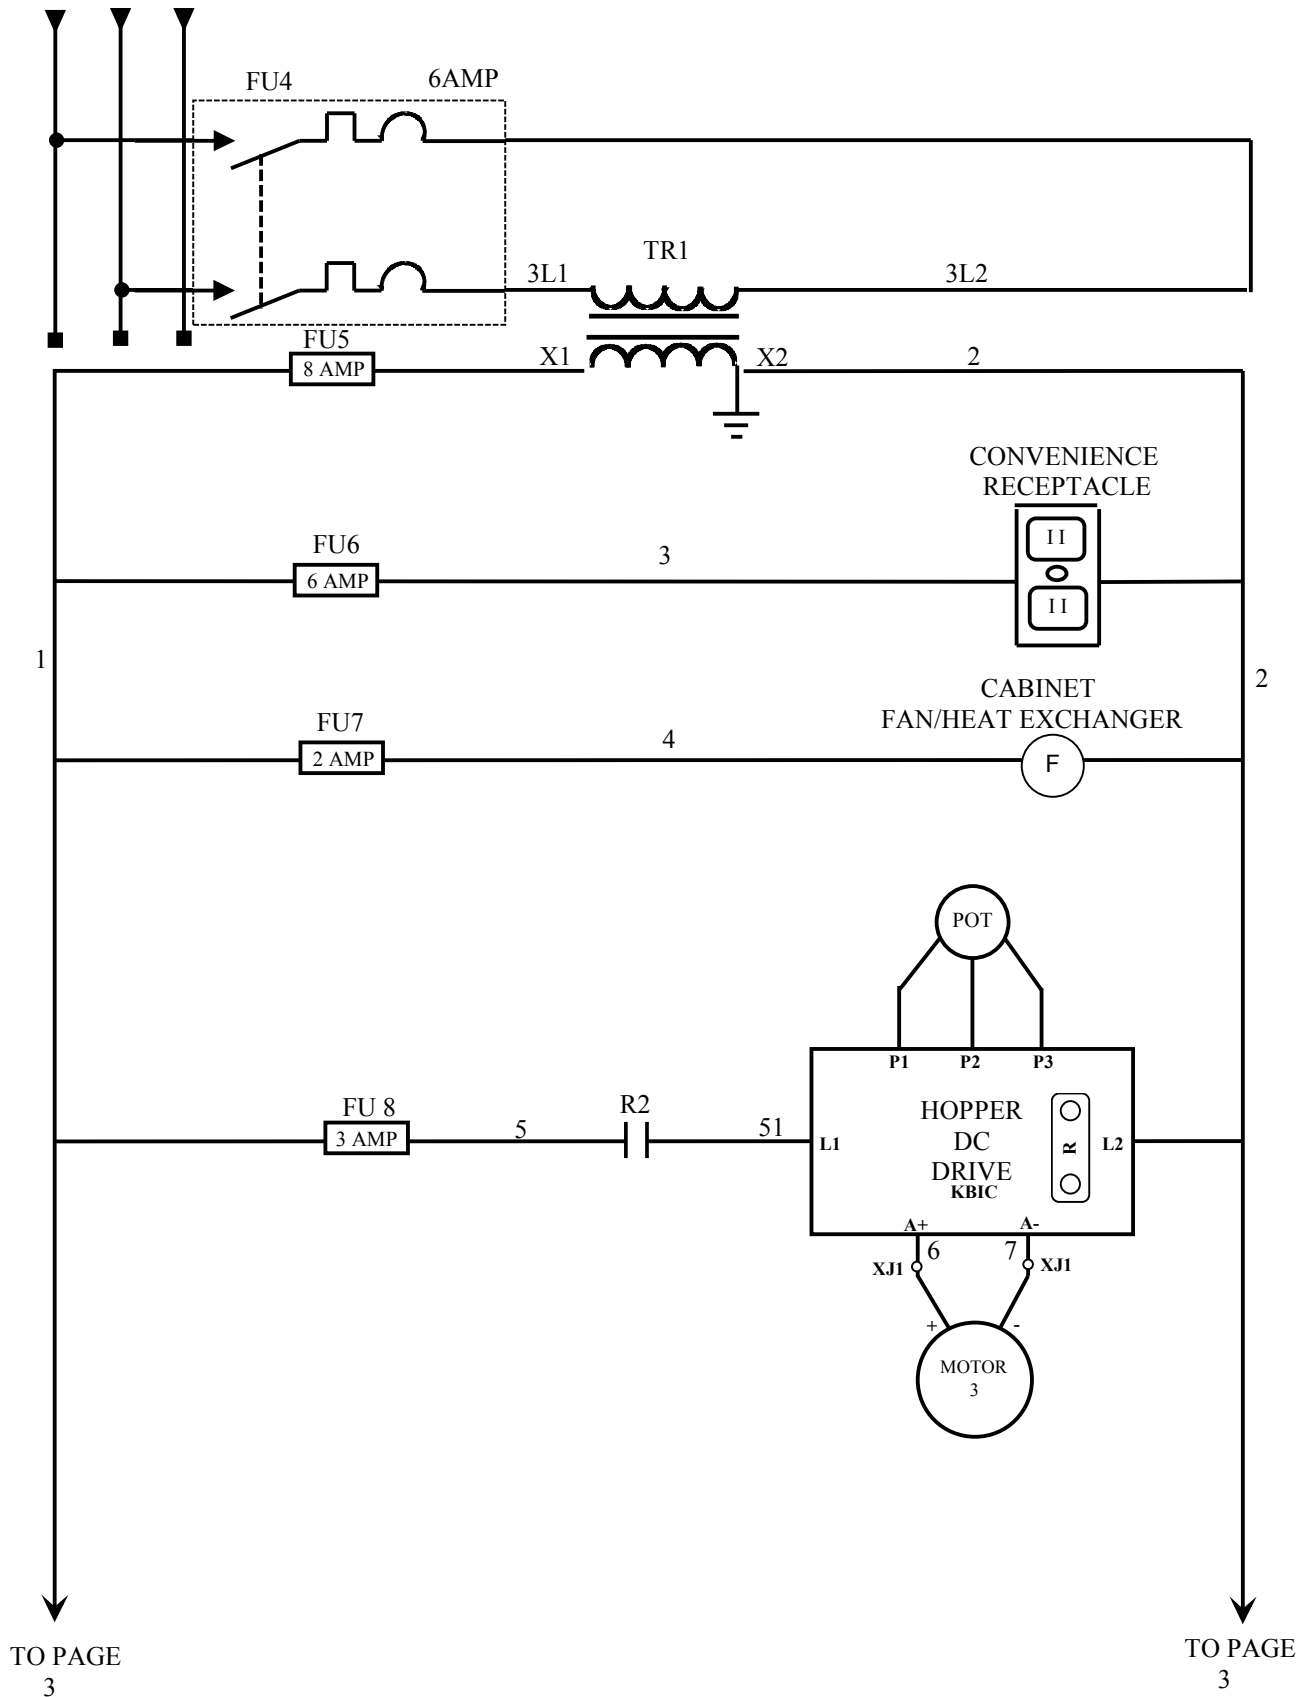 FU4 6AMP
TR1
3L1 3L2
FU5
8 AMP
X1 X2 2
CONVENIENCE
RECEPTACLE
I I
FU6
6 AMP
3
I I
1
2
CABINET
FAN/HEAT EXCHANGER
FU7
2 AMP
4
F
POT
P1 P2 P3
FU 8
3 AMP
5
R2
51
L1
HOPPER
DC
DRIVE
KBIC
R
L2
A+ A-
6 7
XJ1 XJ1
+ -
MOTOR
3
TO PAGE
3
TO PAGE
3